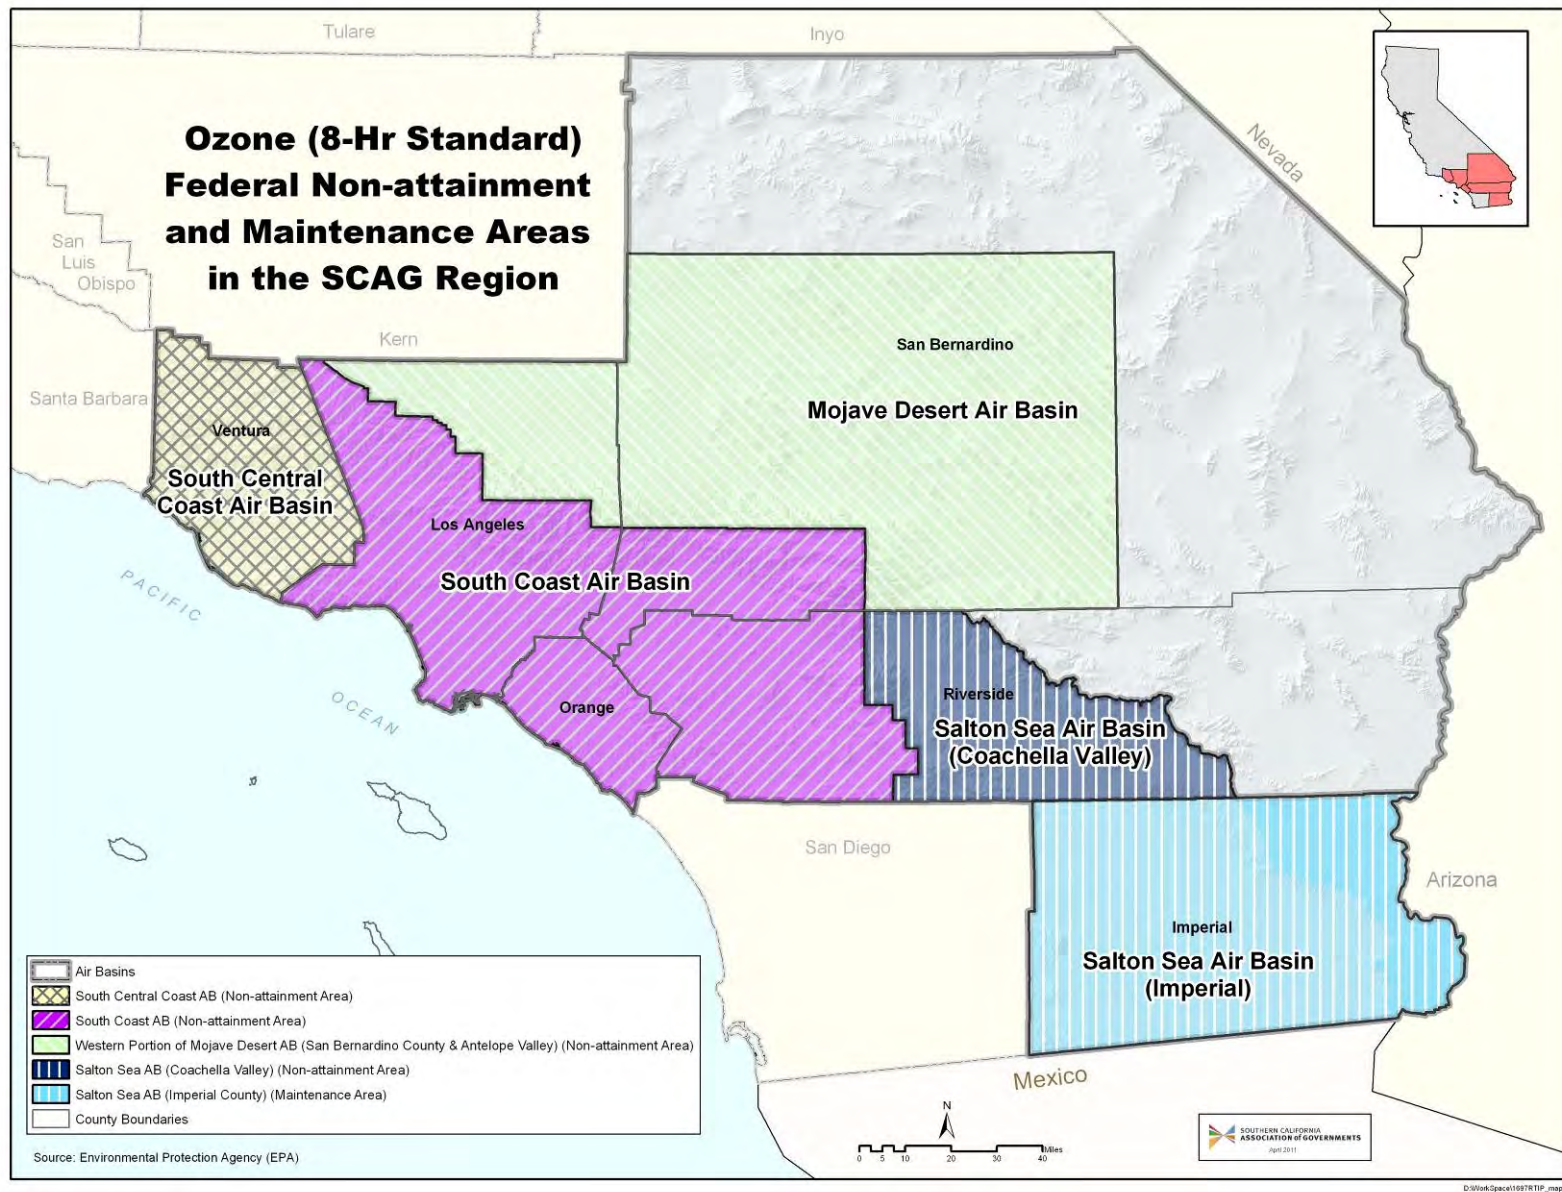 Tulare
Inyo
Ozone (8-Hr Standard)
Federal Non-attainment
and Maintenance Areas
in the SCAG Region
Nevada
San
Luis
Obispo
Kern
San Bernardino
Mojave Desert Air Basin
Santa Barbara
Ventura
South Central
Coast Air Basin
Los Angeles
South Coast Air Basin
PACIFIC
OCEAN
Orange
Riverside
Salton Sea Air Basin
(Coachella Valley)
San Diego
Arizona
Imperial
Salton Sea Air Basin
(Imperial)
Mexico
Air Basins
South Central Coast AB (Non-attainment Area)
South Coast AB (Non-attainment Area)
Western Portion of Mojave Desert AB (San Bernardino County & Antelope Valley) (Non-attainment Area)
Salton Sea AB (Coachella Valley) (Non-attainment Area)
Salton Sea AB (Imperial County) (Maintenance Area)
County Boundaries
Source: Environmental Protection Agency (EPA)
N
Miles
0 5 10 20 30 40
SOUTHERN CALIFORNIA
ASSOCIATION of GOVERNMENTS
April 2011
D:\WorkSpace\1697RTIP_map